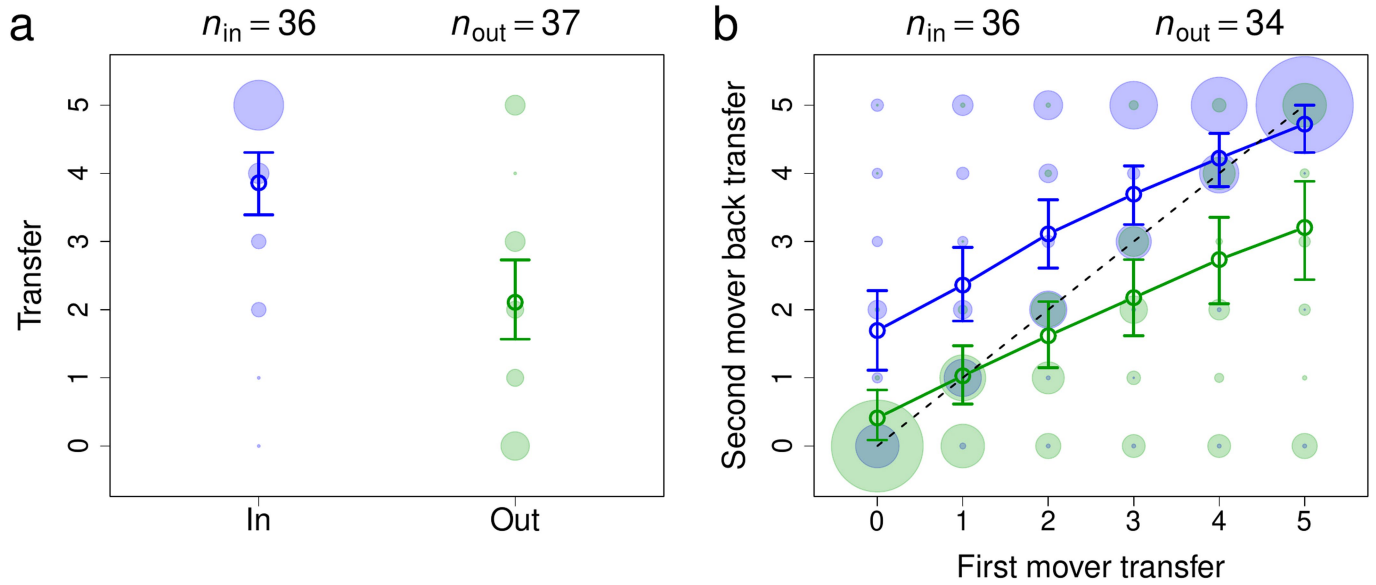 a
n_in = 36 n_out = 37
Transfer
5
4
3
2
1
0
In Out
b
n_in = 36 n_out = 34
Second mover back transfer
5
4
3
2
1
0
0 1 2 3 4 5
First mover transfer